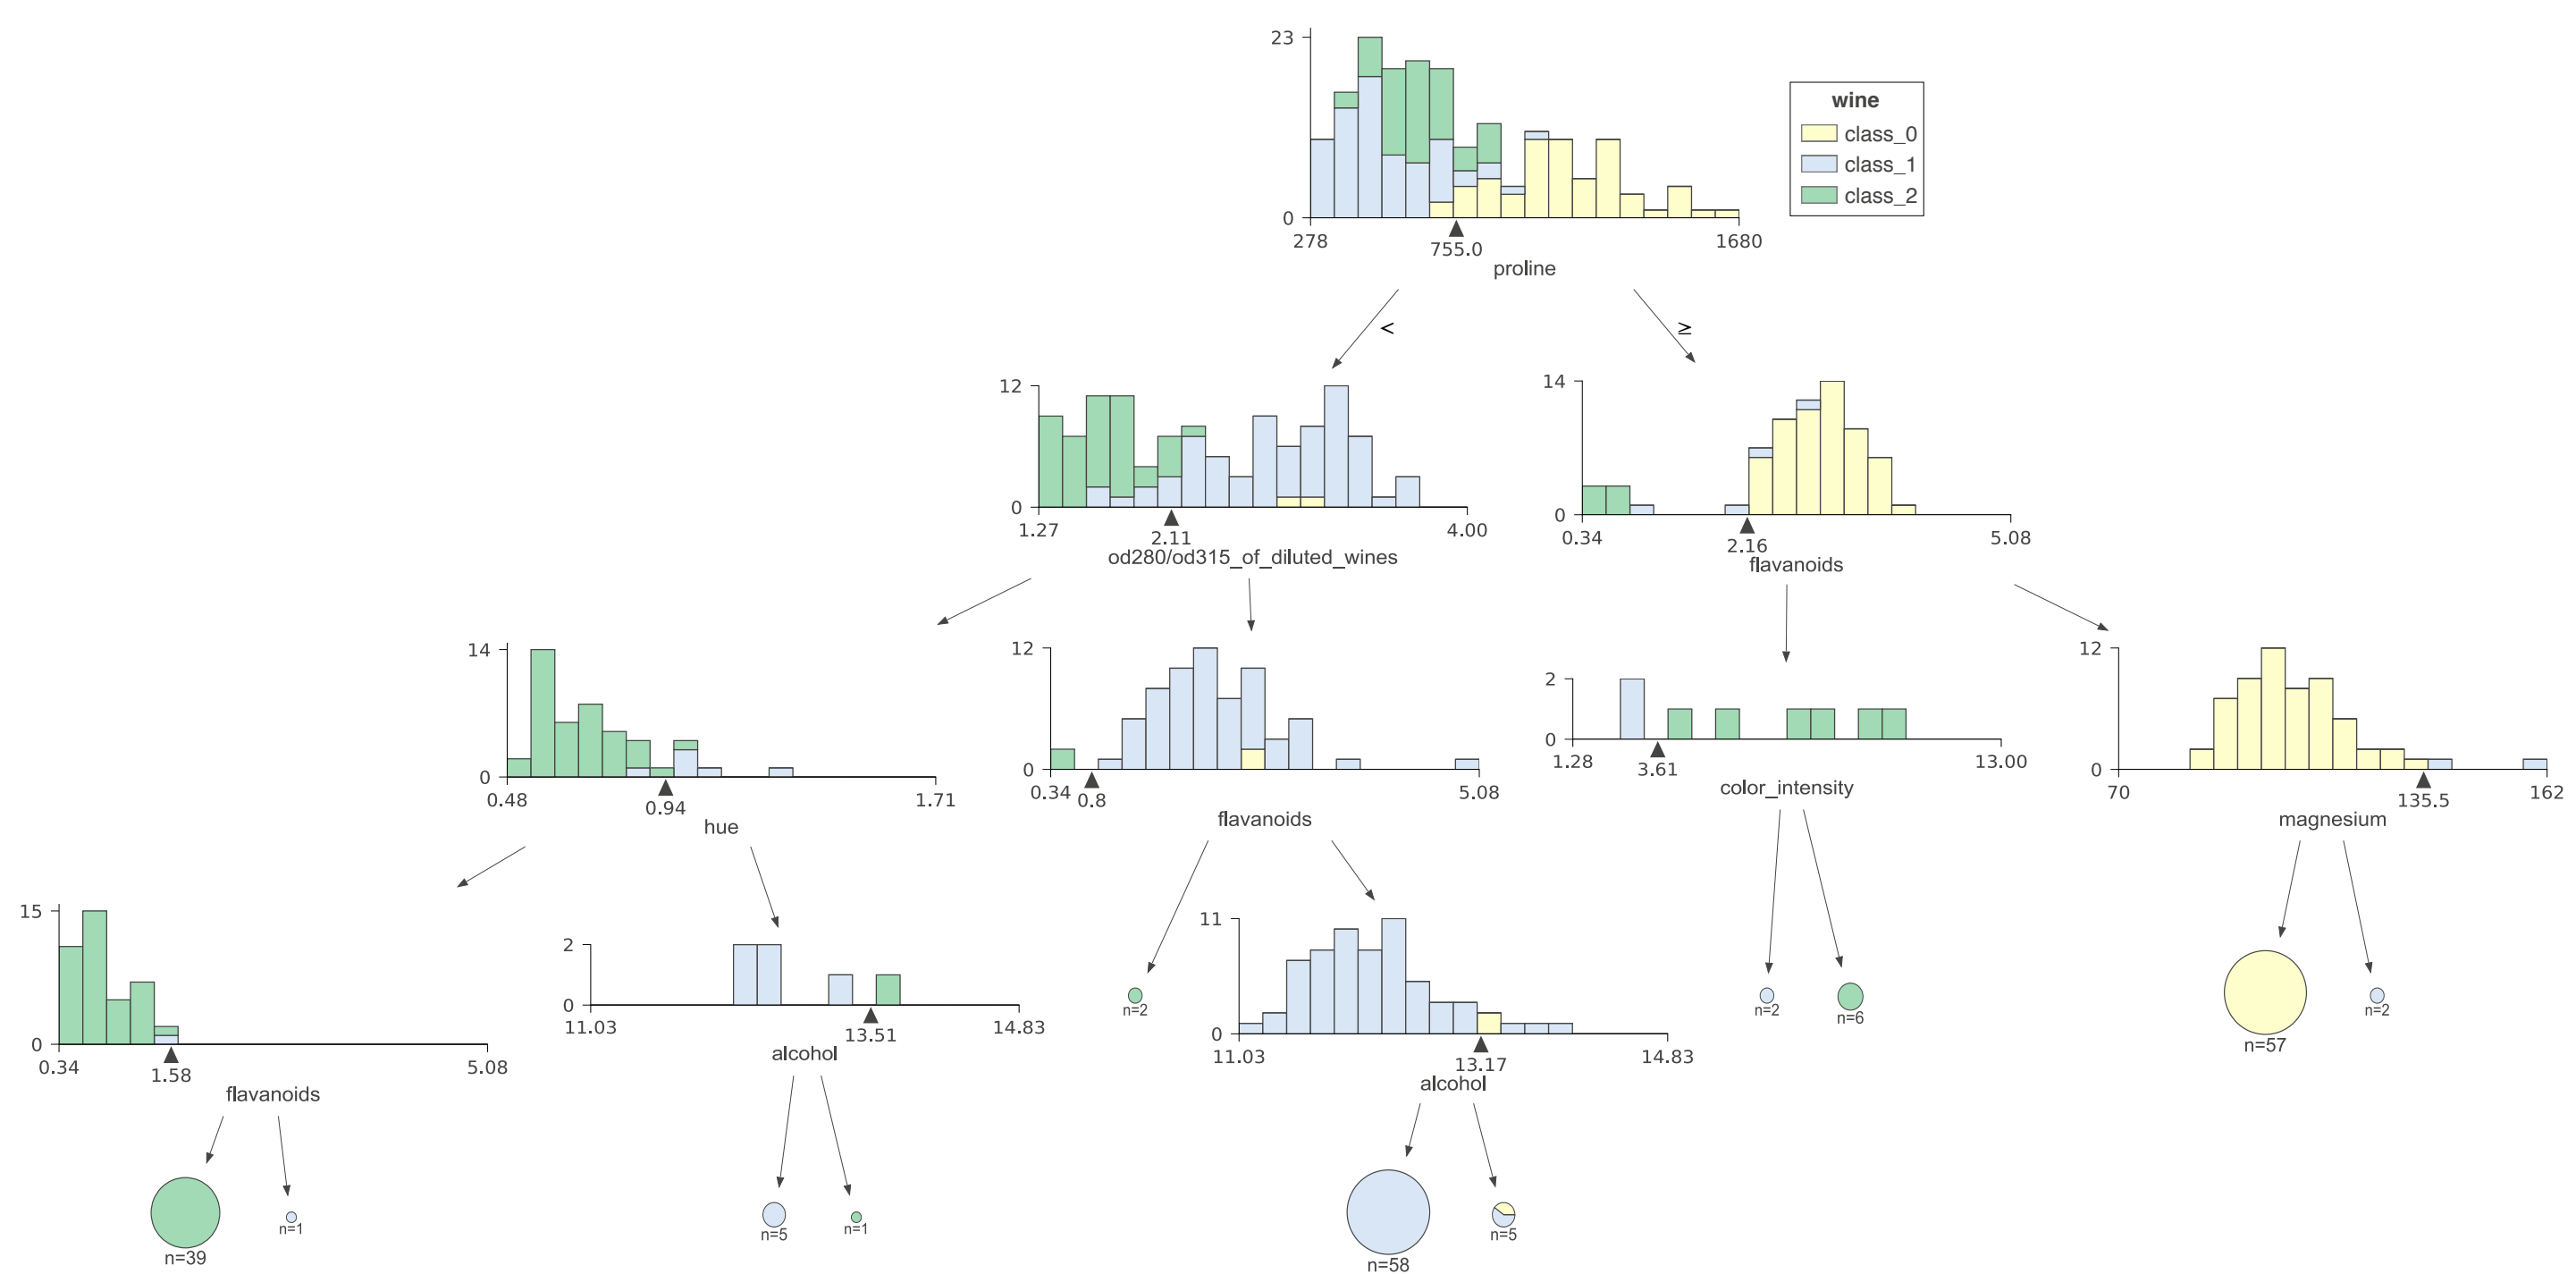 23
0
278
755.0
1680
proline
wine
class_0
class_1
class_2
<
≥
12
0
1.27
2.11
4.00
od280/od315_of_diluted_wines
14
0
0.34
2.16
5.08
flavanoids
14
0
0.48
0.94
1.71
hue
12
0
0.34
0.8
5.08
flavanoids
2
0
1.28
3.61
13.00
color_intensity
12
0
70
135.5
162
magnesium
15
0
0.34
1.58
5.08
flavanoids
2
0
11.03
13.51
14.83
alcohol
n=2
11
0
11.03
13.17
14.83
alcohol
n=2
n=6
n=57
n=2
n=39
n=1
n=5
n=1
n=58
n=5